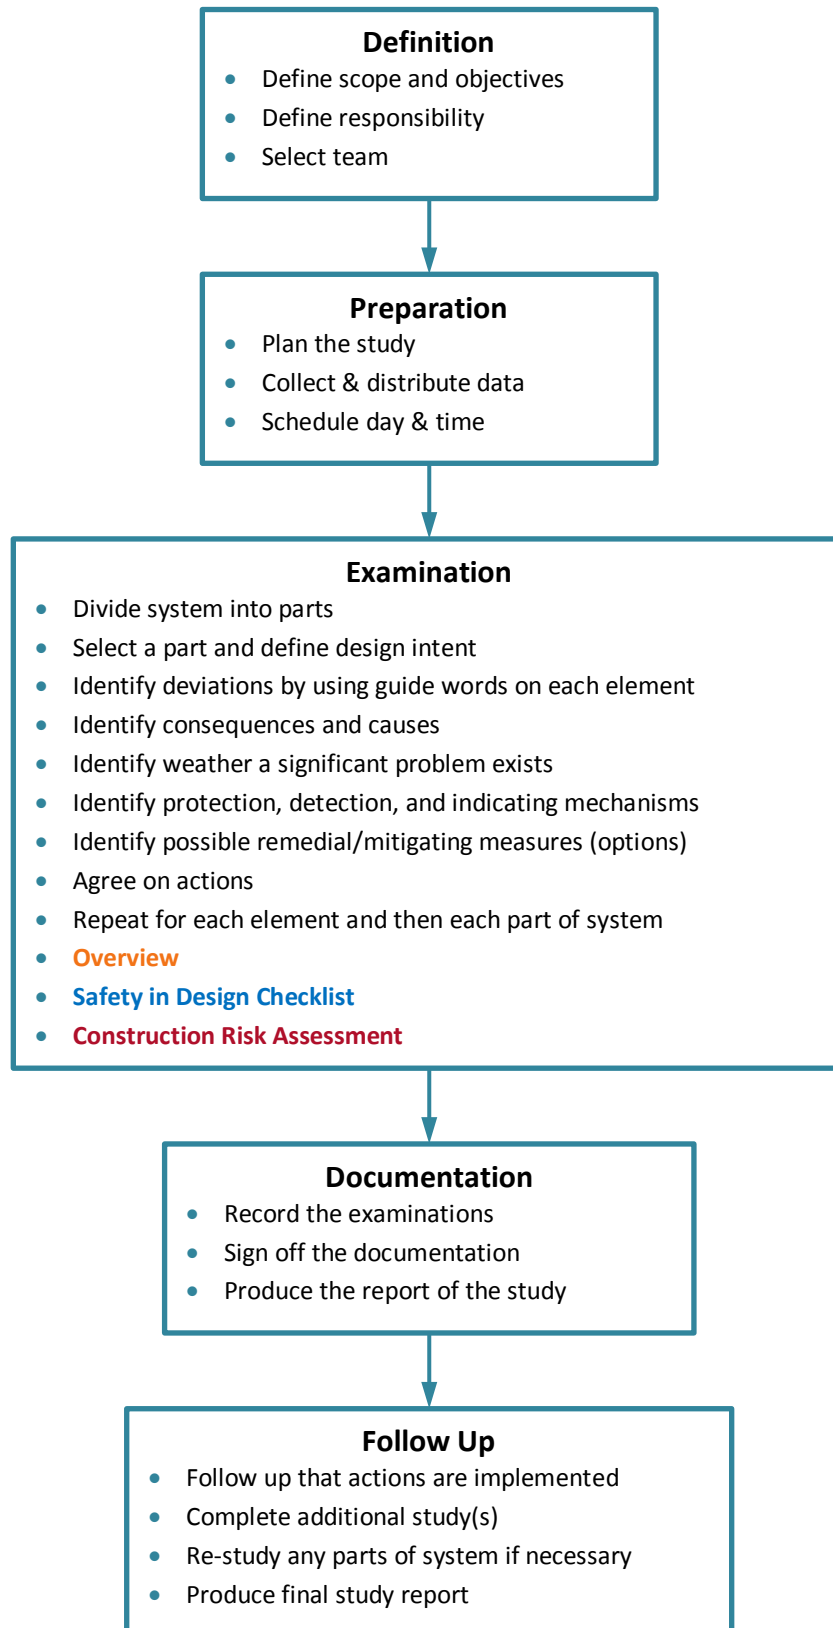 Definition
• Define scope and objectives
• Define responsibility
• Select team
Preparation
• Plan the study
• Collect & distribute data
• Schedule day & time
Examination
• Divide system into parts
• Select a part and define design intent
• Identify deviations by using guide words on each element
• Identify consequences and causes
• Identify weather a significant problem exists
• Identify protection, detection, and indicating mechanisms
• Identify possible remedial/mitigating measures (options)
• Agree on actions
• Repeat for each element and then each part of system
• Overview
• Safety in Design Checklist
• Construction Risk Assessment
Documentation
• Record the examinations
• Sign off the documentation
• Produce the report of the study
Follow Up
• Follow up that actions are implemented
• Complete additional study(s)
• Re-study any parts of system if necessary
• Produce final study report